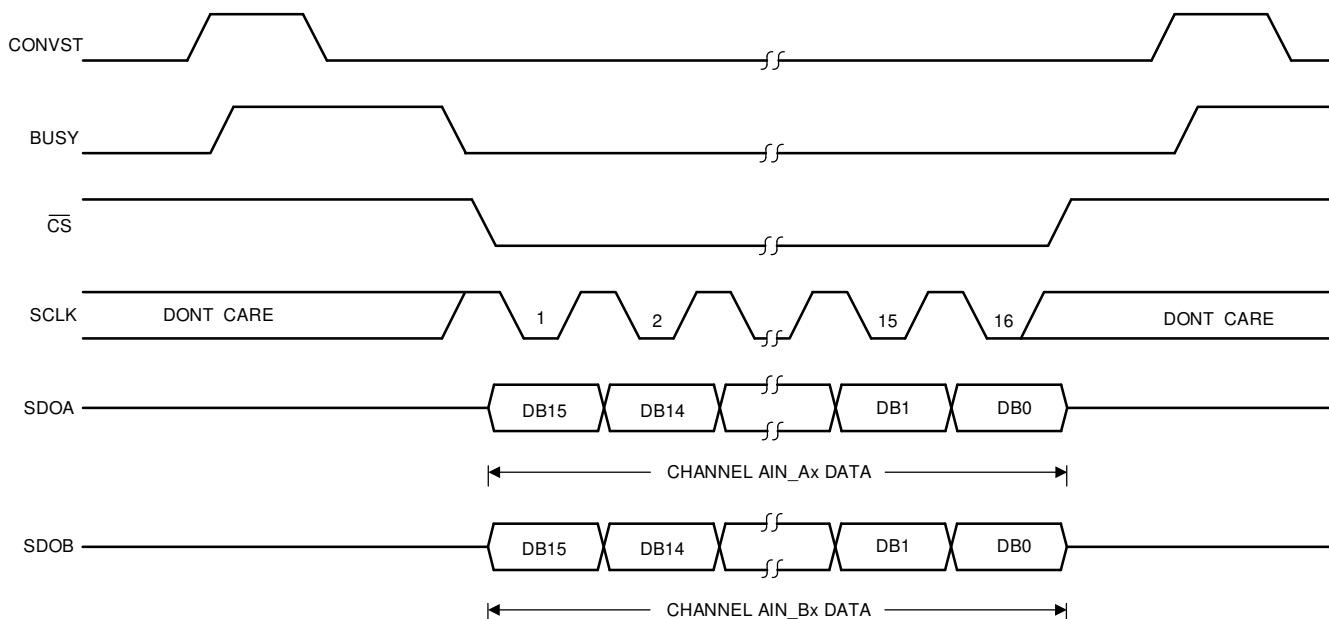 CONVST
BUSY
CS
SCLK
DONT CARE
1
2
15
16
DONT CARE
SDOA
DB15
DB14
DB1
DB0
CHANNEL AIN_Ax DATA
SDOB
DB15
DB14
DB1
DB0
CHANNEL AIN_Bx DATA